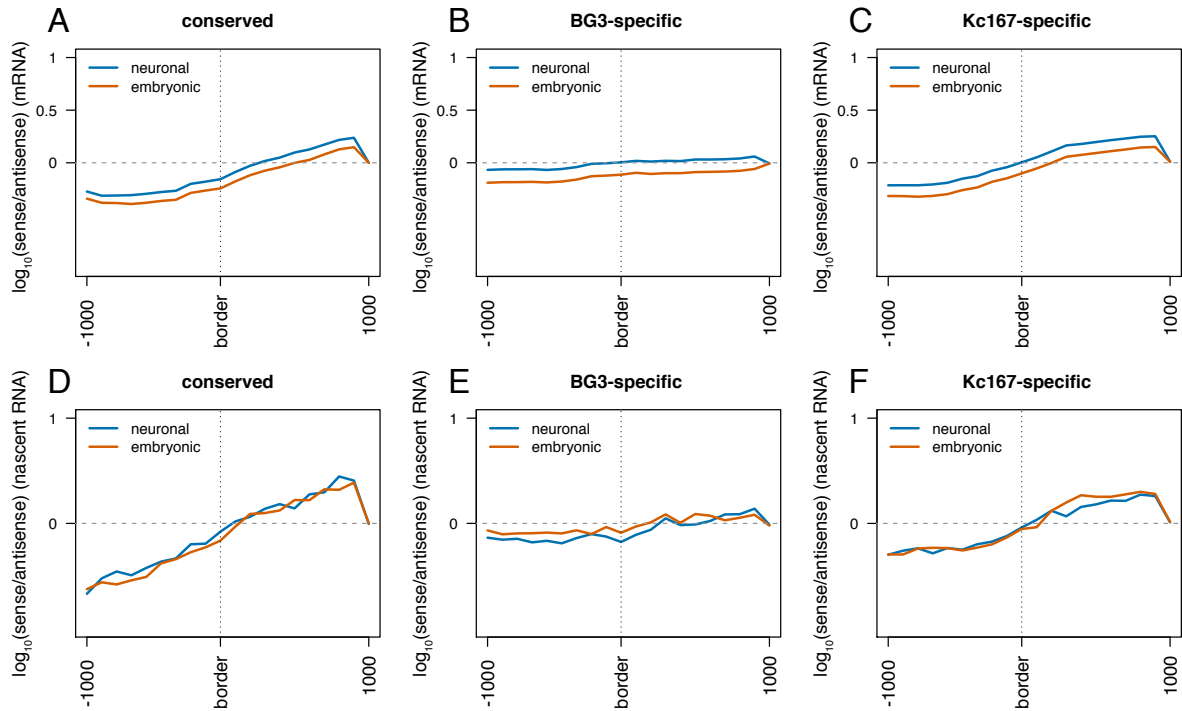 A
conserved
log10(sense/antisense) (mRNA)
1
0.5
0
neuronal
embryonic
-1000
border
1000
B
BG3-specific
log10(sense/antisense) (mRNA)
1
0.5
0
neuronal
embryonic
-1000
border
1000
C
Kc167-specific
log10(sense/antisense) (mRNA)
1
0.5
0
neuronal
embryonic
-1000
border
1000
D
conserved
log10(sense/antisense) (nascent RNA)
1
0
neuronal
embryonic
-1000
border
1000
E
BG3-specific
log10(sense/antisense) (nascent RNA)
1
0
neuronal
embryonic
-1000
border
1000
F
Kc167-specific
log10(sense/antisense) (nascent RNA)
1
0
neuronal
embryonic
-1000
border
1000